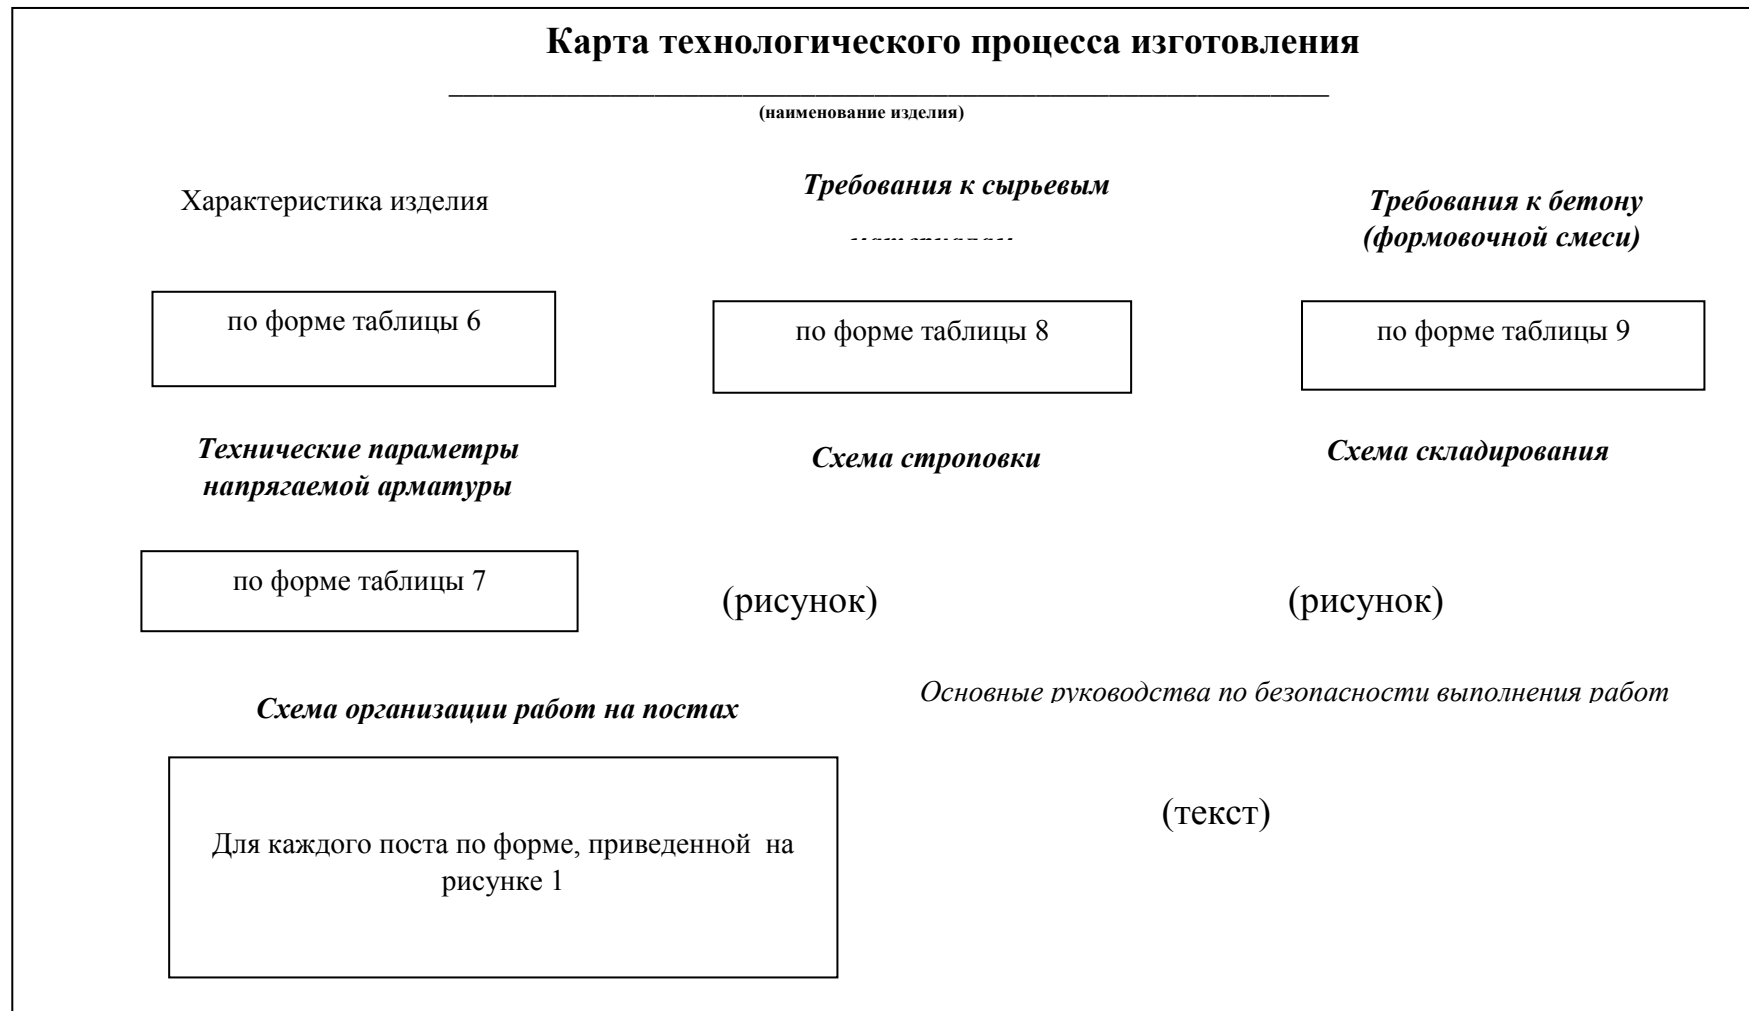 Карта технологического процесса изготовления
(наименование изделия)
Характеристика изделия
Требования к сырьевым
Требования к бетону
(формовочной смеси)
по форме таблицы 6
по форме таблицы 8
по форме таблицы 9
Технические параметры
напрягаемой арматуры
Схема строповки
Схема складирования
по форме таблицы 7
(рисунок)
(рисунок)
Схема организации работ на постах
Основные руководства по безопасности выполнения работ
Для каждого поста по форме, приведенной на
рисунке 1
(текст)